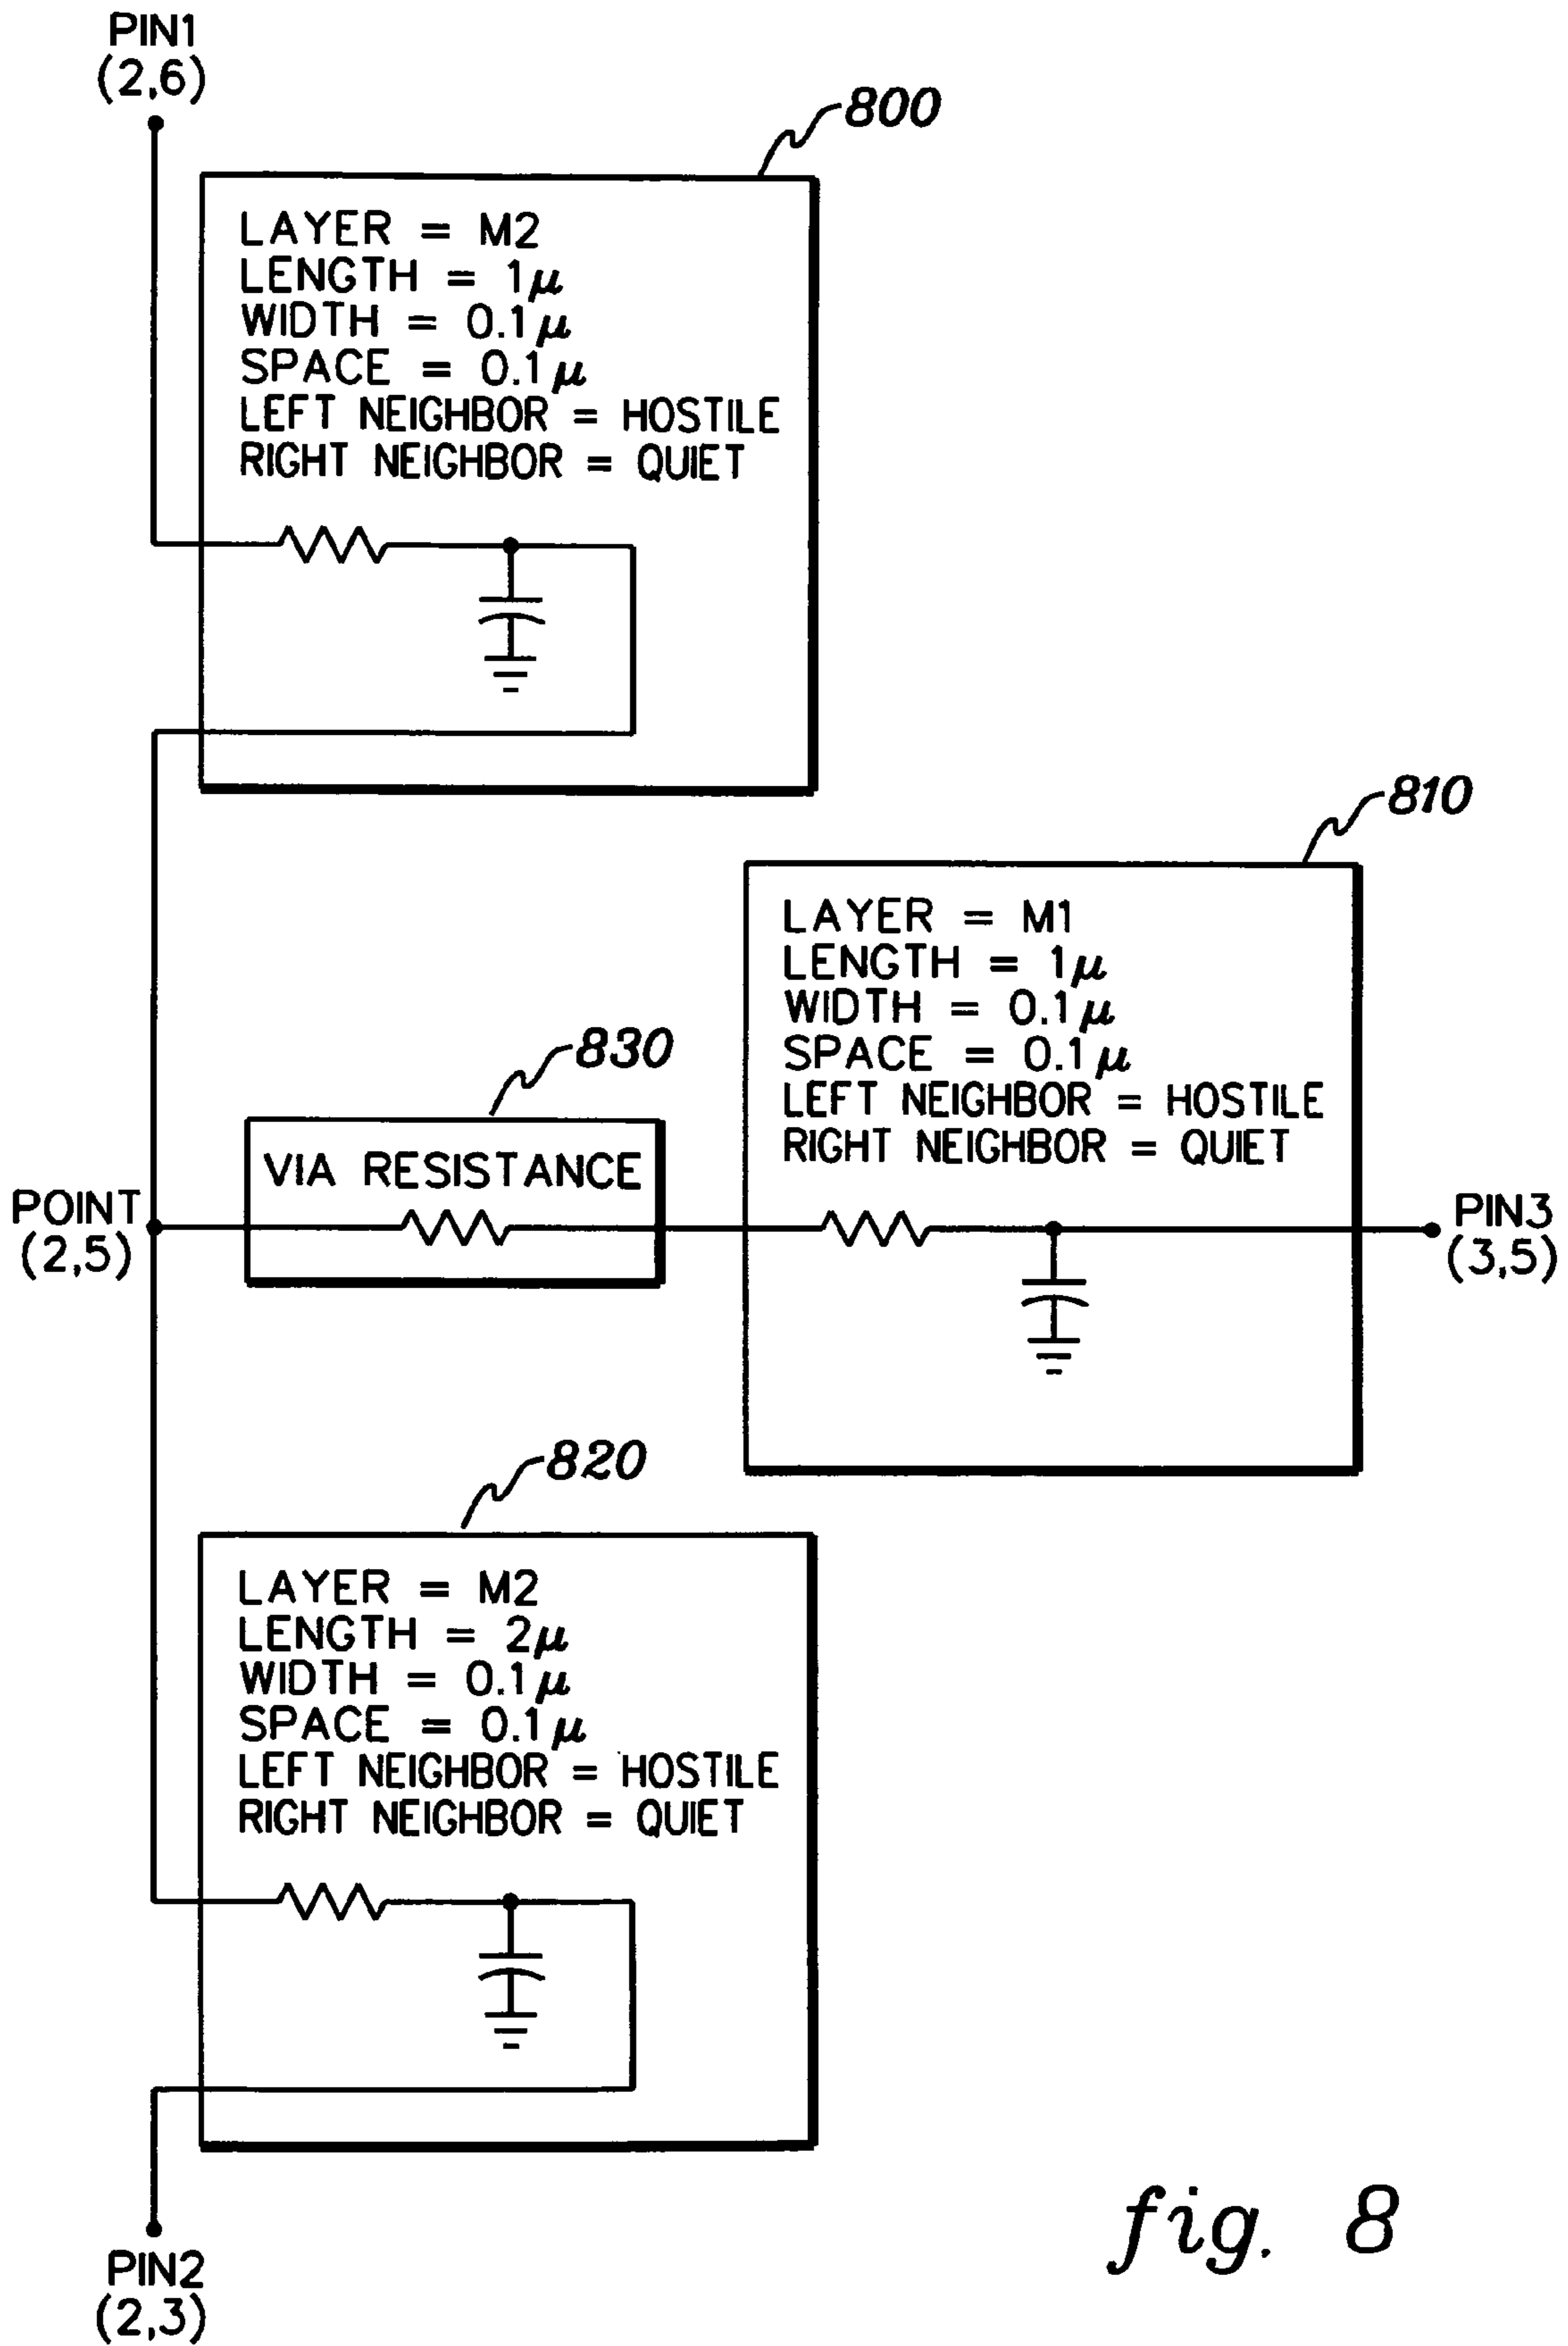 PIN1
(2,6)
800
LAYER = M2
LENGTH = 1μ
WIDTH = 0.1μ
SPACE = 0.1μ
LEFT NEIGHBOR = HOSTILE
RIGHT NEIGHBOR = QUIET
810
LAYER = M1
LENGTH = 1μ
WIDTH = 0.1μ
SPACE = 0.1μ
LEFT NEIGHBOR = HOSTILE
RIGHT NEIGHBOR = QUIET
830
VIA RESISTANCE
POINT
(2,5)
PIN3
(3,5)
820
LAYER = M2
LENGTH = 2μ
WIDTH = 0.1μ
SPACE = 0.1μ
LEFT NEIGHBOR = HOSTILE
RIGHT NEIGHBOR = QUIET
PIN2
(2,3)
fig. 8